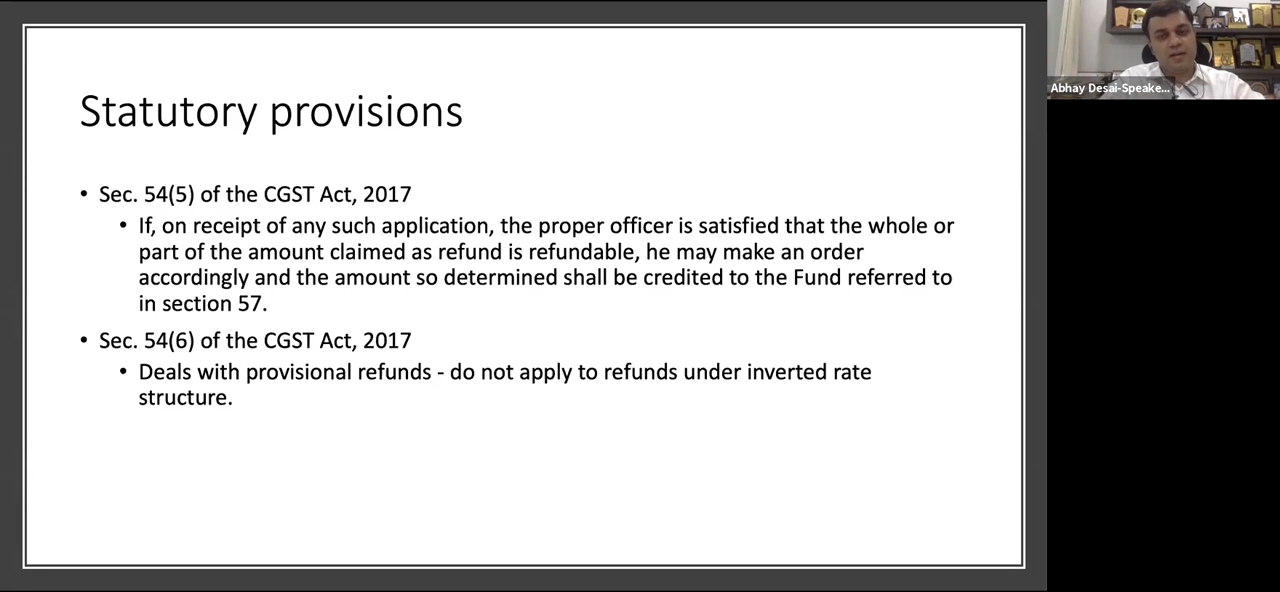 Statutory provisions
• Sec. 54(5) of the CGST Act, 2017
• If, on receipt of any such application, the proper officer is satisfied that the whole or
part of the amount claimed as refund is refundable, he may make an order
accordingly and the amount so determined shall be credited to the Fund referred to
in section 57.
• Sec. 54(6) of the CGST Act, 2017
• Deals with provisional refunds - do not apply to refunds under inverted rate
structure.
Abhay Desai-Speake...